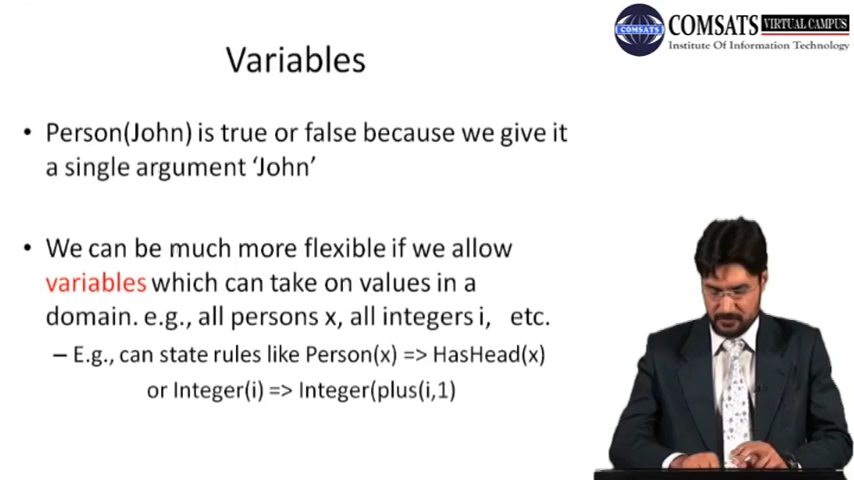 COMSATS
COMSATS VIRTUAL CAMPUS
Institute Of Information Technology
Variables
• Person(John) is true or false because we give it
a single argument ‘John’
• We can be much more flexible if we allow
variables which can take on values in a
domain. e.g., all persons x, all integers i, etc.
– E.g., can state rules like Person(x) => HasHead(x)
or Integer(i) => Integer(plus(i,1)